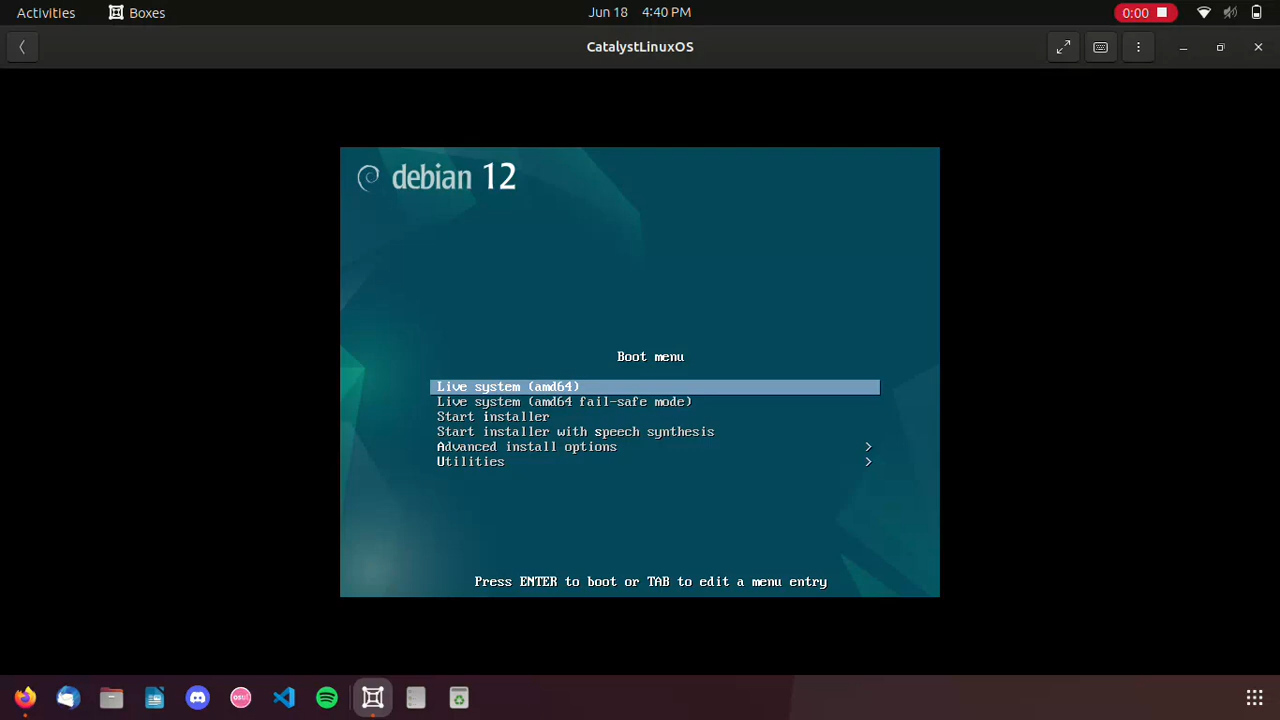 Activities Boxes Jun 18 4:40 PM 0:00
CatalystLinuxOS
debian 12
Boot menu
Live system (amd64)
Live system (amd64 fail-safe mode)
Start installer
Start installer with speech synthesis
Advanced install options >
Utilities >
Press ENTER to boot or TAB to edit a menu entry
osu!